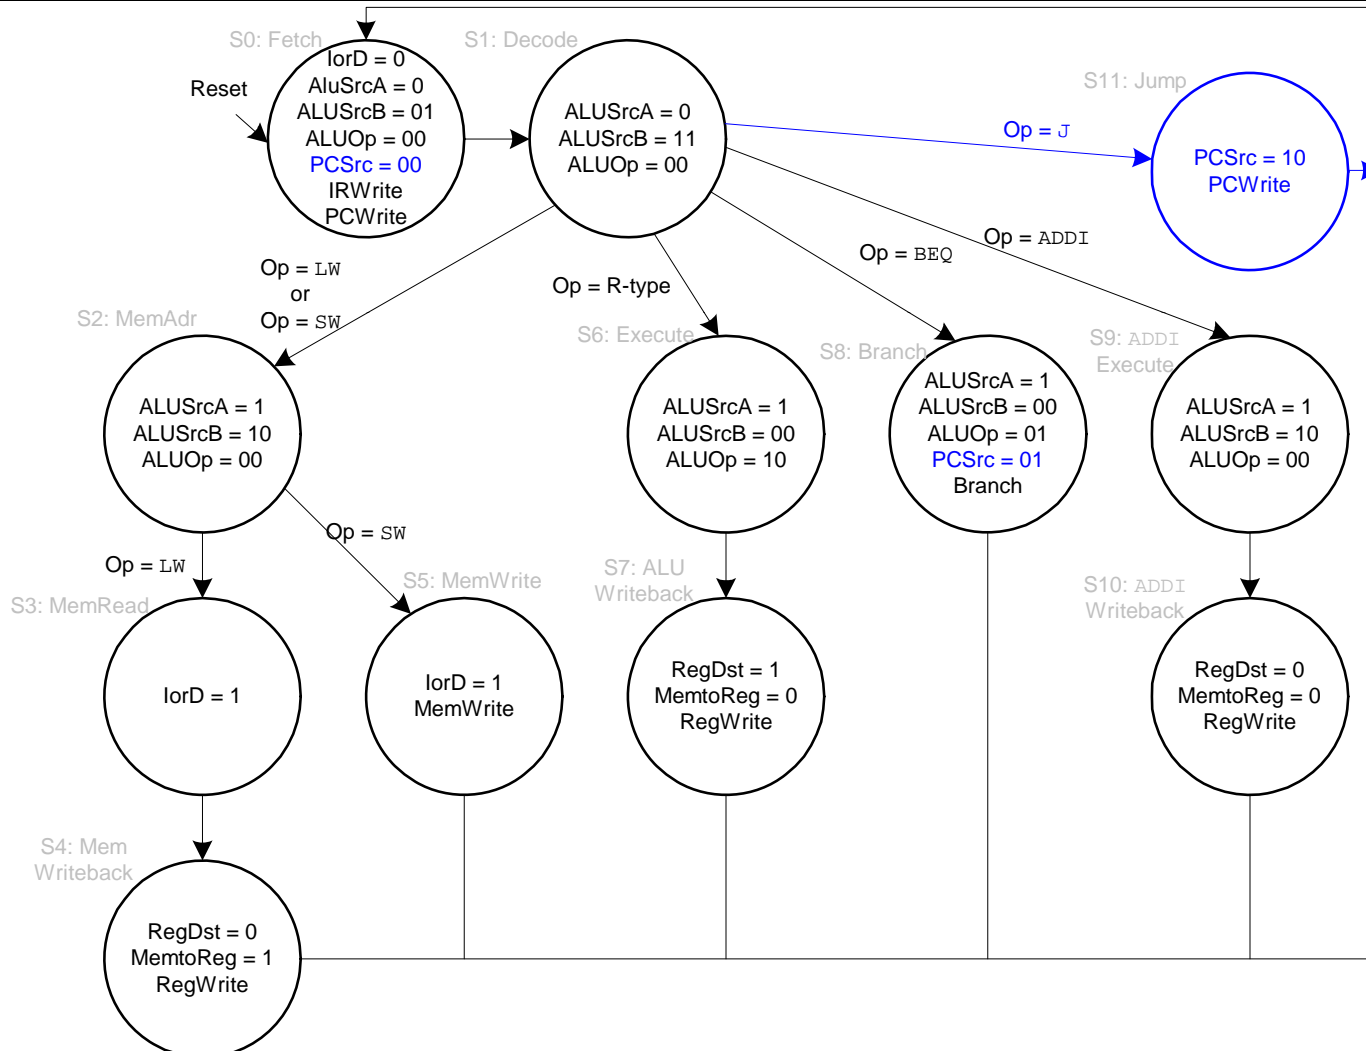 S0: Fetch
IorD = 0
AluSrcA = 0
ALUSrcB = 01
ALUOp = 00
PCSrc = 00
IRWrite
PCWrite
Reset
S1: Decode
ALUSrcA = 0
ALUSrcB = 11
ALUOp = 00
S11: Jump
Op = J
PCSrc = 10
PCWrite
Op = LW
or
Op = SW
Op = R-type
Op = BEQ
Op = ADDI
S2: MemAdr
ALUSrcA = 1
ALUSrcB = 10
ALUOp = 00
S6: Execute
ALUSrcA = 1
ALUSrcB = 00
ALUOp = 10
S8: Branch
ALUSrcA = 1
ALUSrcB = 00
ALUOp = 01
PCSrc = 01
Branch
S9: ADDI
Execute
ALUSrcA = 1
ALUSrcB = 10
ALUOp = 00
Op = LW
Op = SW
S3: MemRead
IorD = 1
S5: MemWrite
IorD = 1
MemWrite
S7: ALU
Writeback
RegDst = 1
MemtoReg = 0
RegWrite
S10: ADDI
Writeback
RegDst = 0
MemtoReg = 0
RegWrite
S4: Mem
Writeback
RegDst = 0
MemtoReg = 1
RegWrite